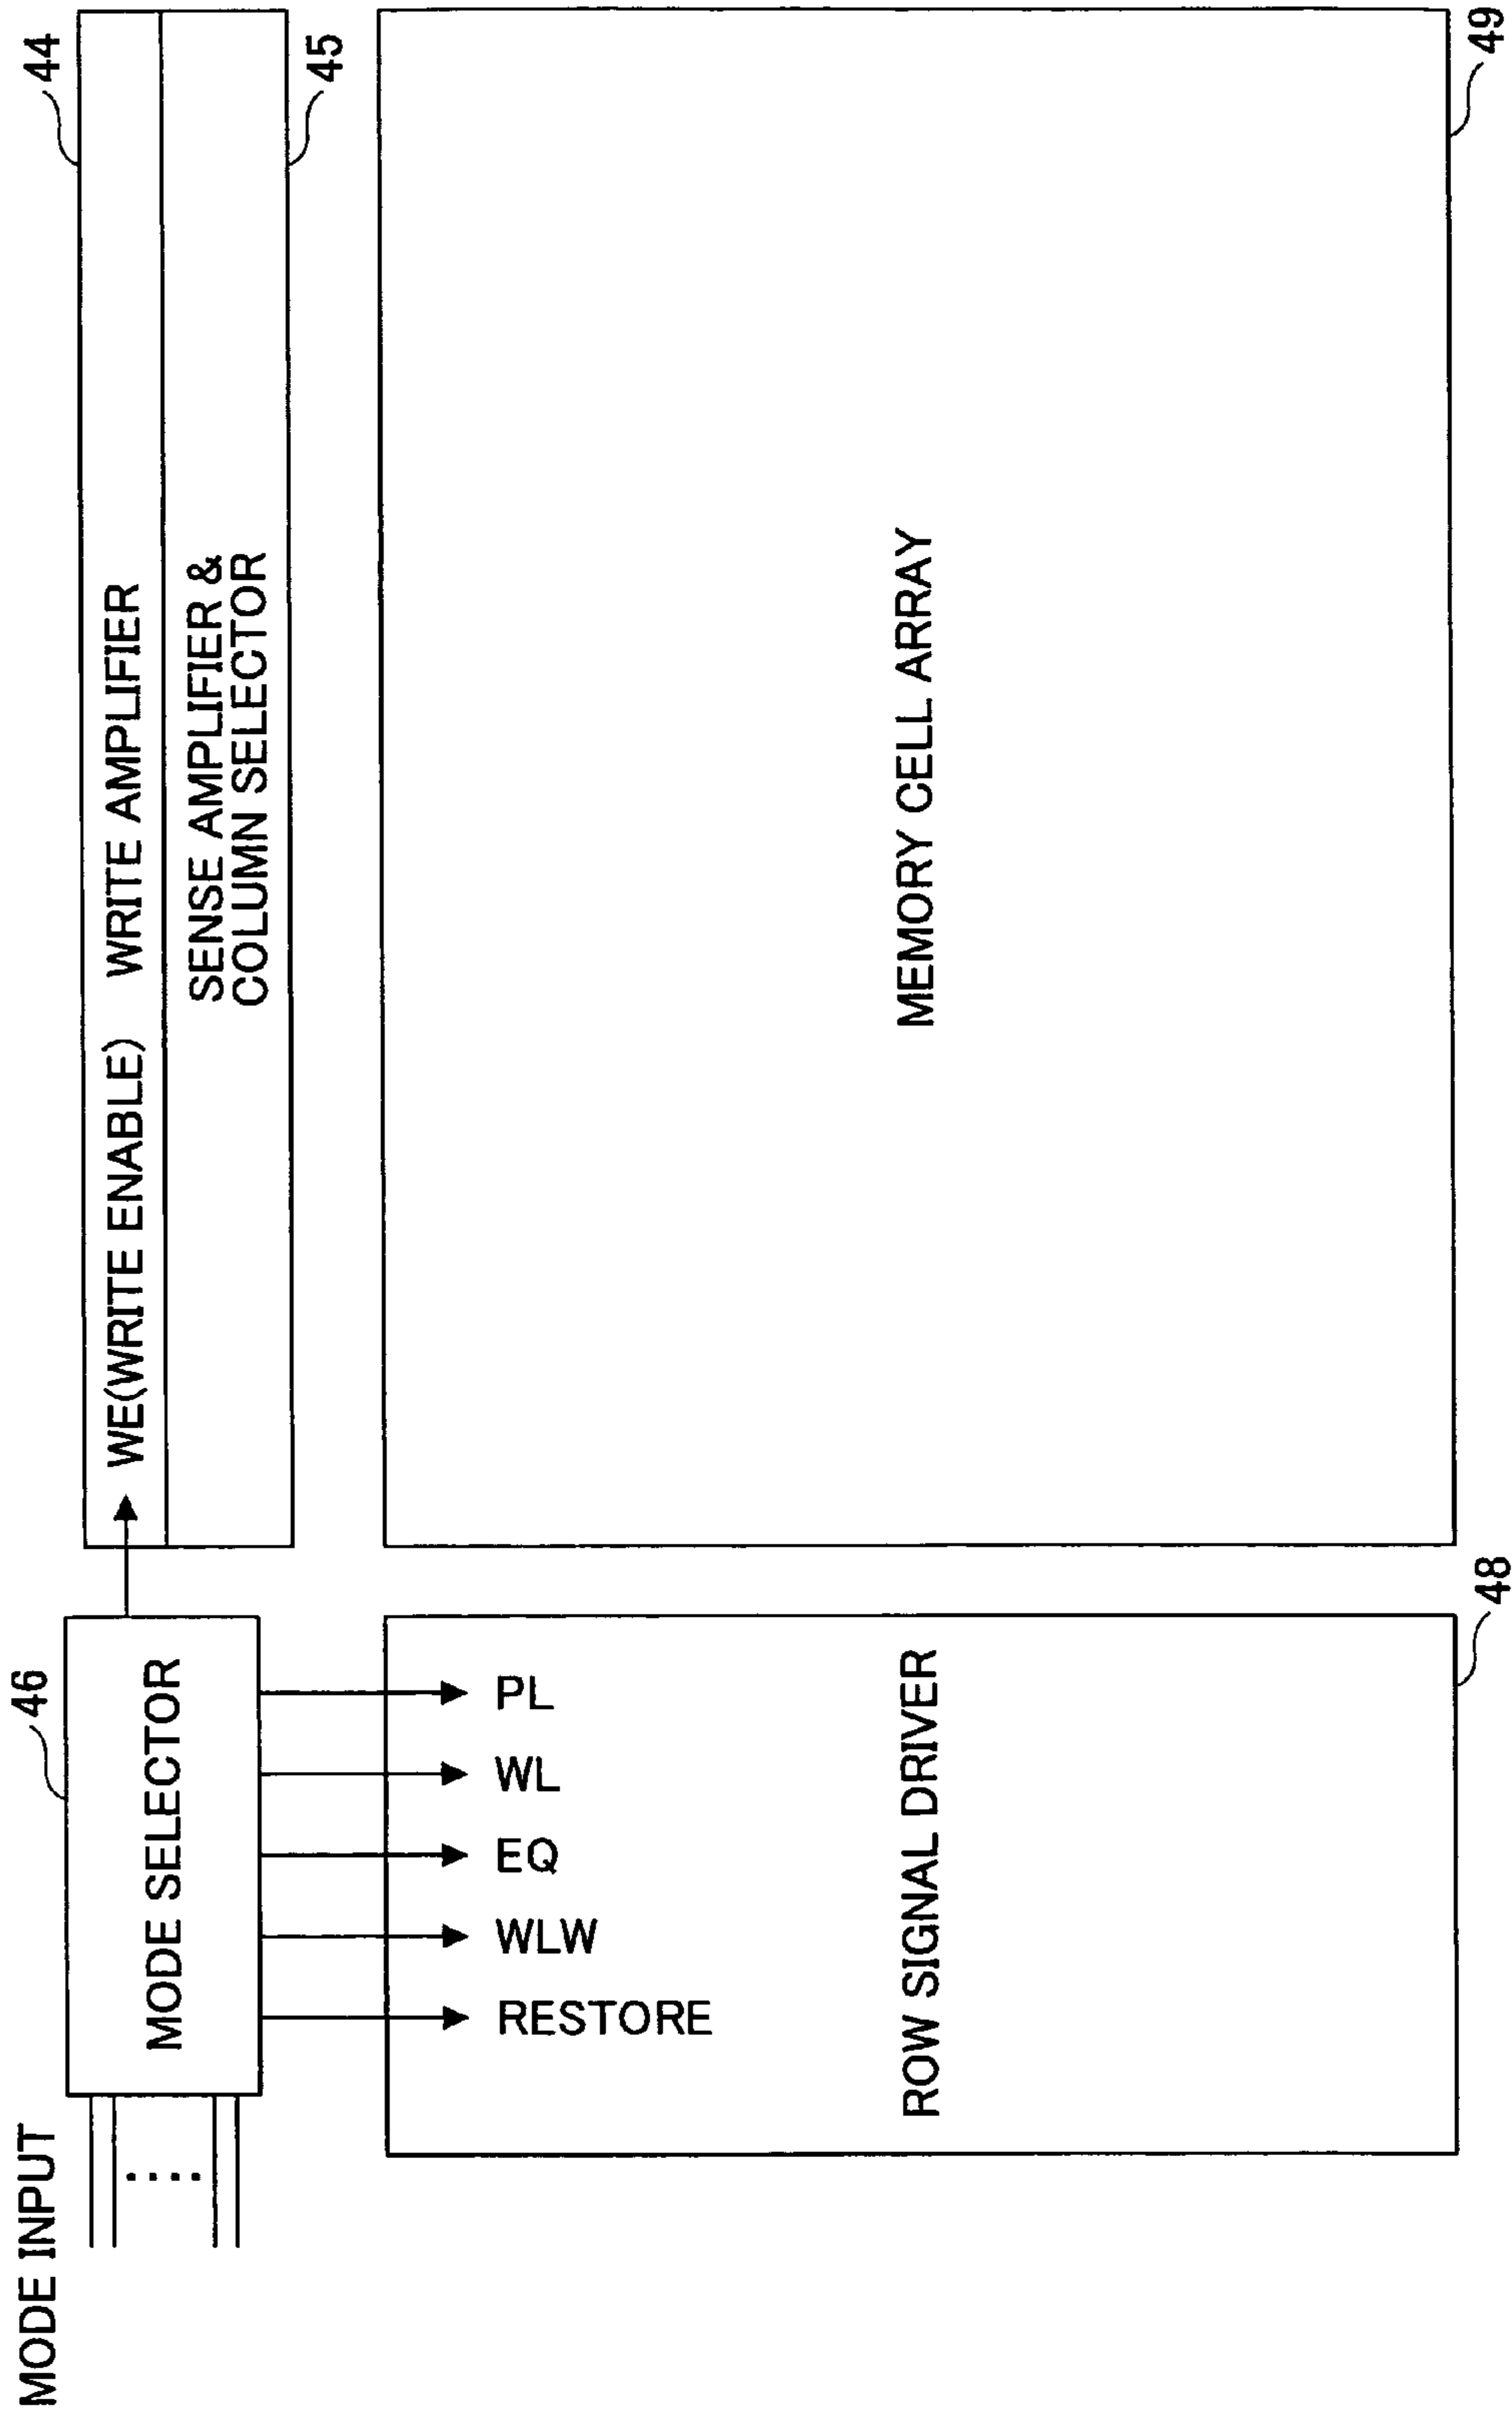 MODE INPUT
46
MODE SELECTOR
44
WE(WRITE ENABLE) WRITE AMPLIFIER
SENSE AMPLIFIER &
COLUMN SELECTOR
45
RESTORE
WLW
EQ
WL
PL
ROW SIGNAL DRIVER
48
MEMORY CELL ARRAY
49